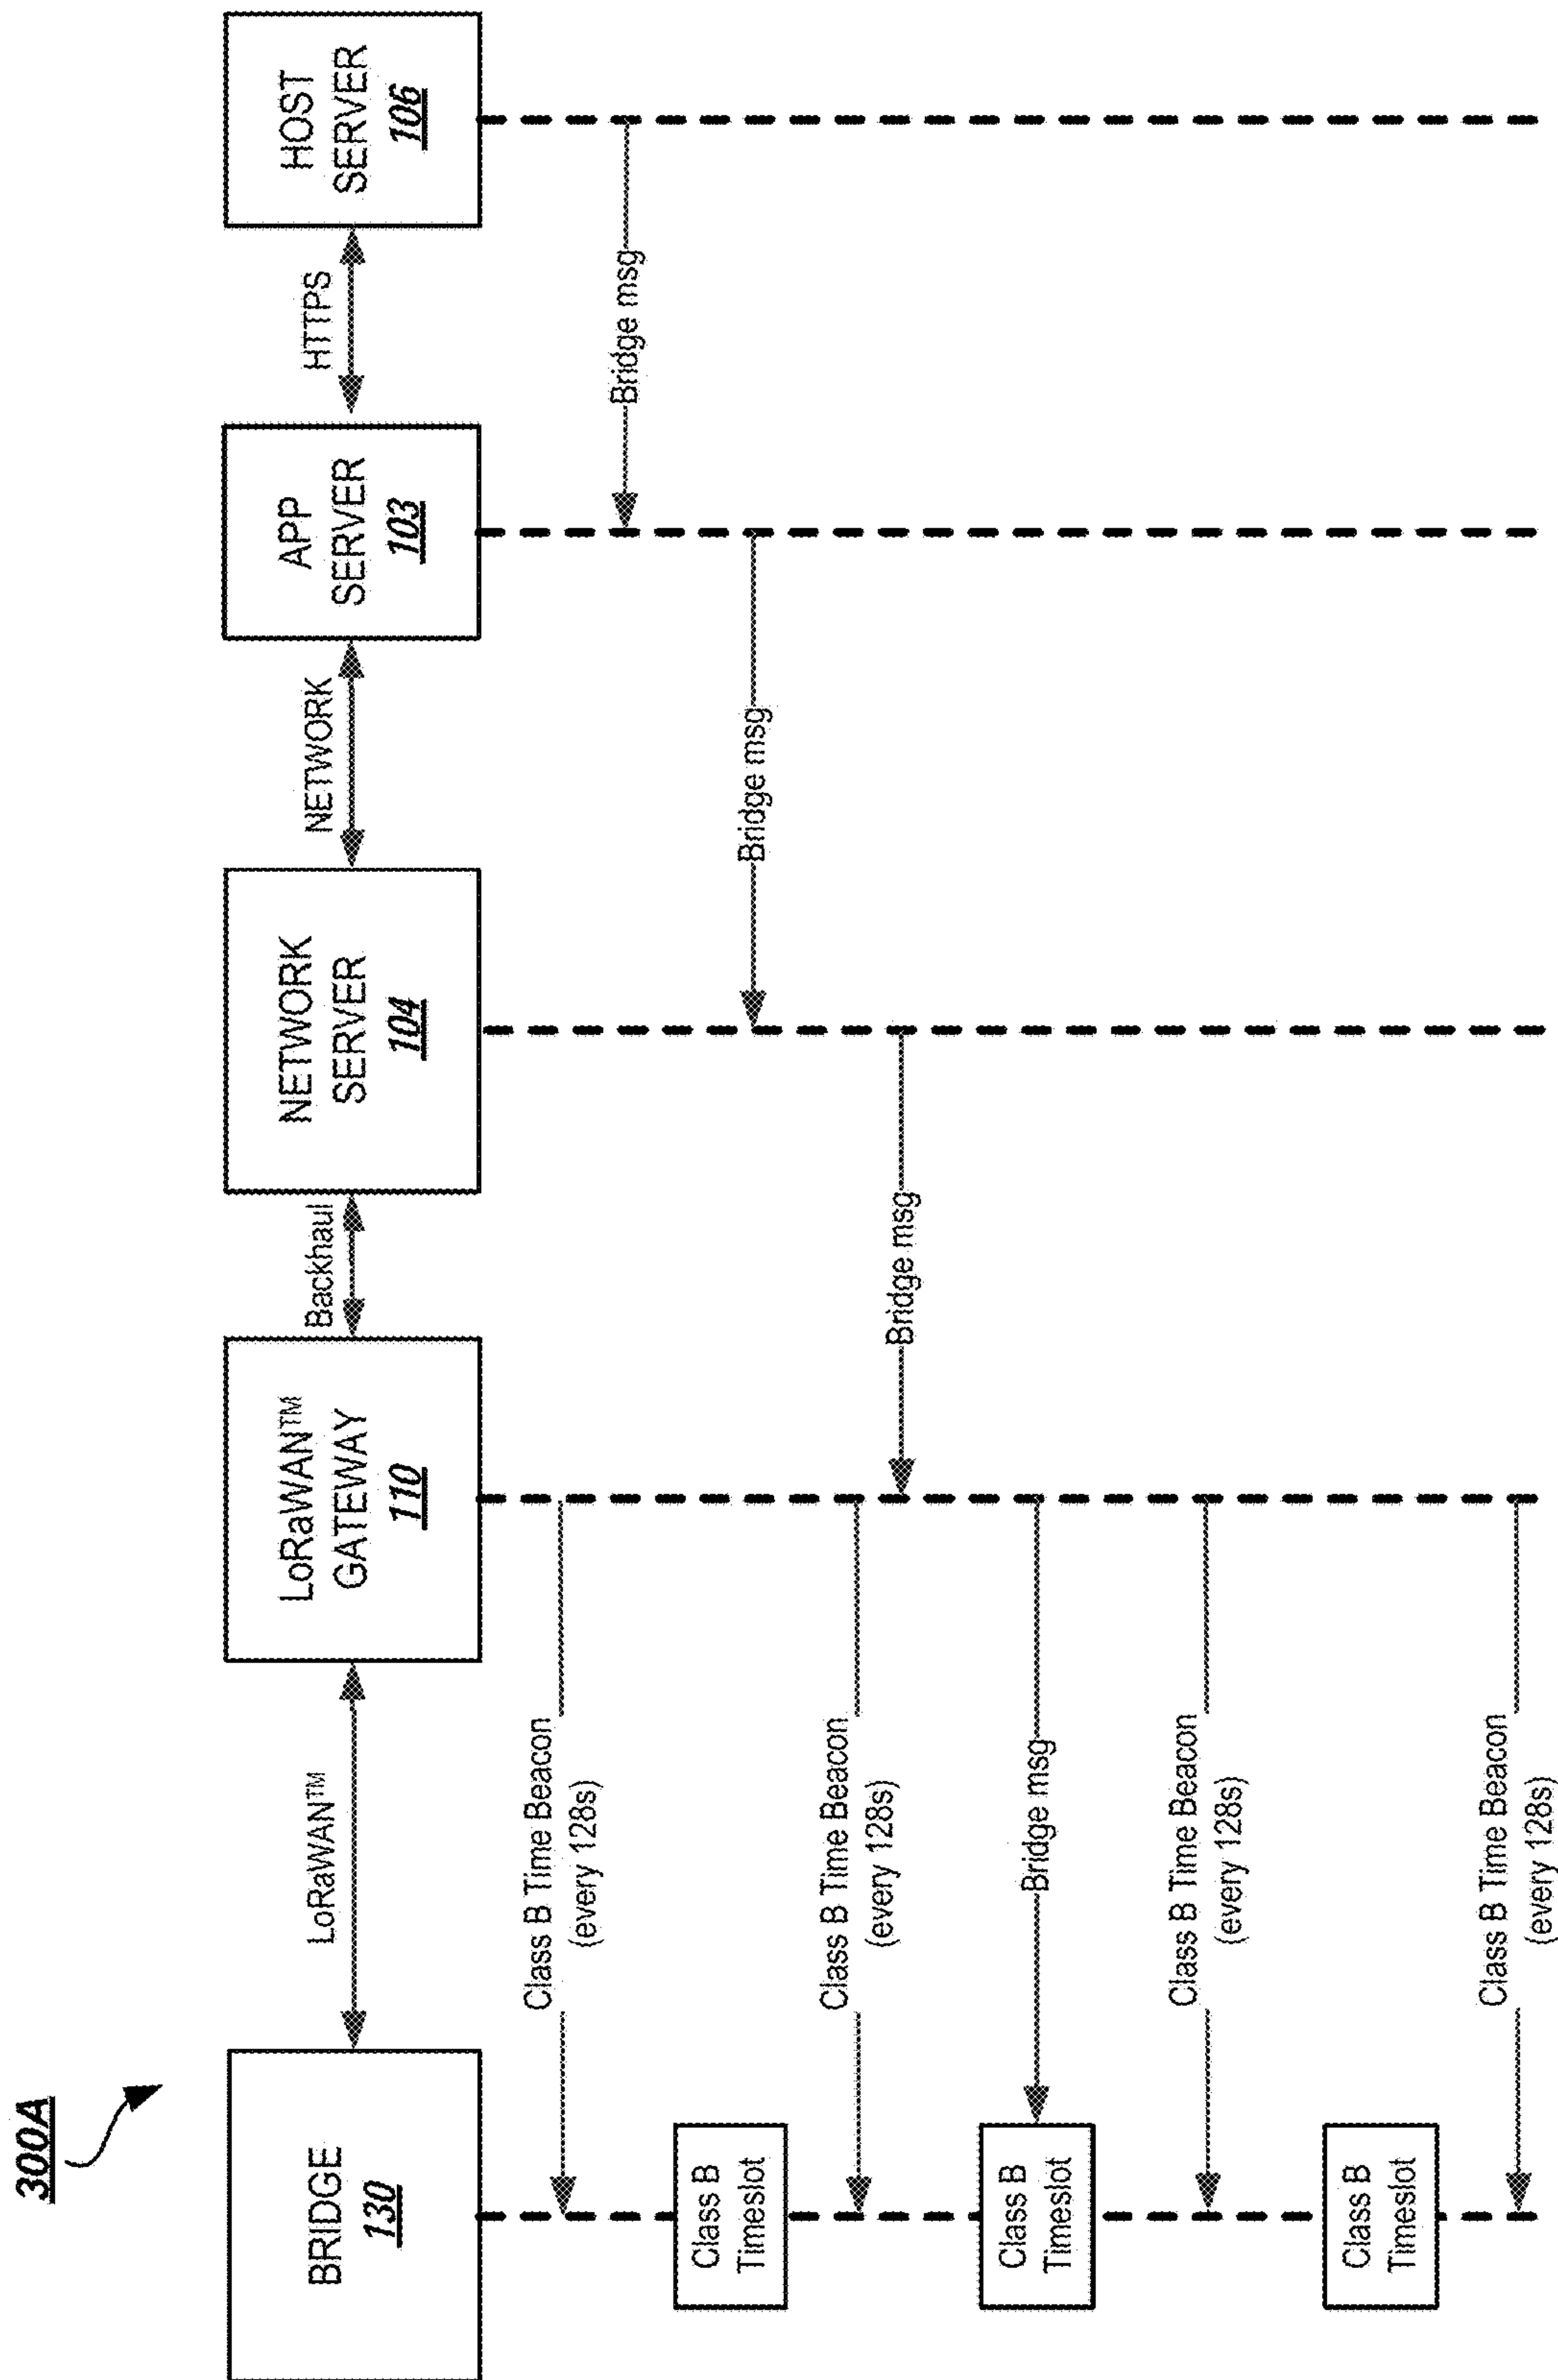 300A
BRIDGE
130
LoRaWAN™
LoRaWAN™
GATEWAY
110
Backhaul
NETWORK
SERVER
104
NETWORK
APP
SERVER
103
HTTPS
HOST
SERVER
106
Class B Time Beacon
(every 128s)
Bridge msg
Class B
Timeslot
Bridge msg
Class B Time Beacon
(every 128s)
Bridge msg
Class B
Timeslot
Bridge msg
Class B Time Beacon
(every 128s)
Class B
Timeslot
Class B Time Beacon
(every 128s)